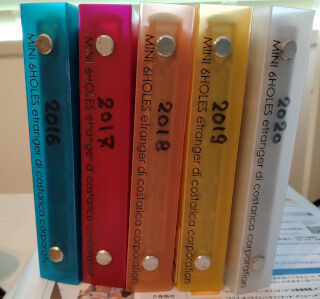 MINI 6HOLES etranger di costarica corporation
2016
MINI 6HOLES etranger di costarica corporation
2017
MINI 6HOLES etranger di costarica corporation
2018
MINI 6HOLES etranger di costarica corporation
2019
MINI 6HOLES etranger di costarica corporation
2020